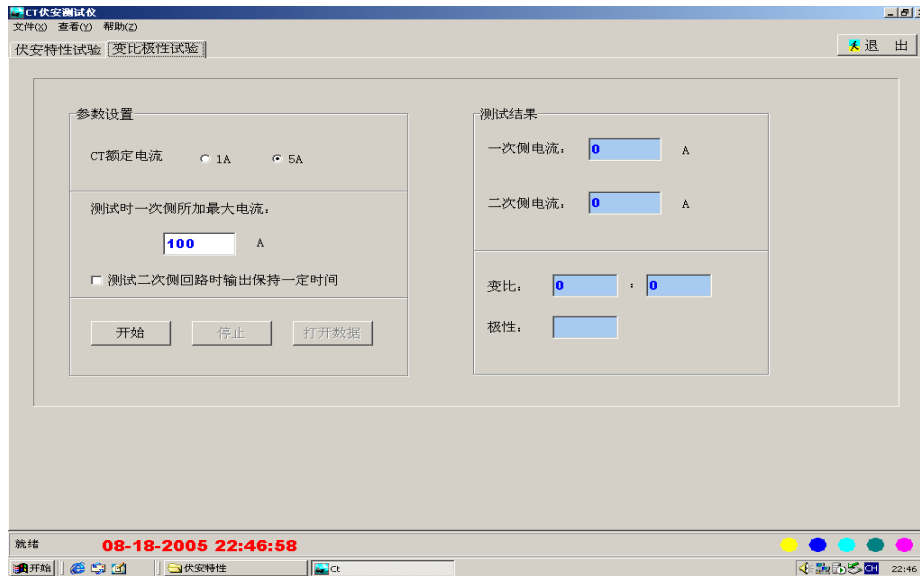 CT伏安测试仪
文件(X) 查看(Y) 帮助(Z)
伏安特性试验 变比极性试验 退 出
参数设置
CT额定电流 1A 5A
测试时一次侧所加最大电流：
100 A
测试二次侧回路时输出保持一定时间
开始 停止 打开数据
测试结果
一次侧电流： 0 A
二次侧电流： 0 A
变比： 0 : 0
极性：
就绪 08-18-2005 22:46:58
开始 伏安特性 Ct CH 22:46